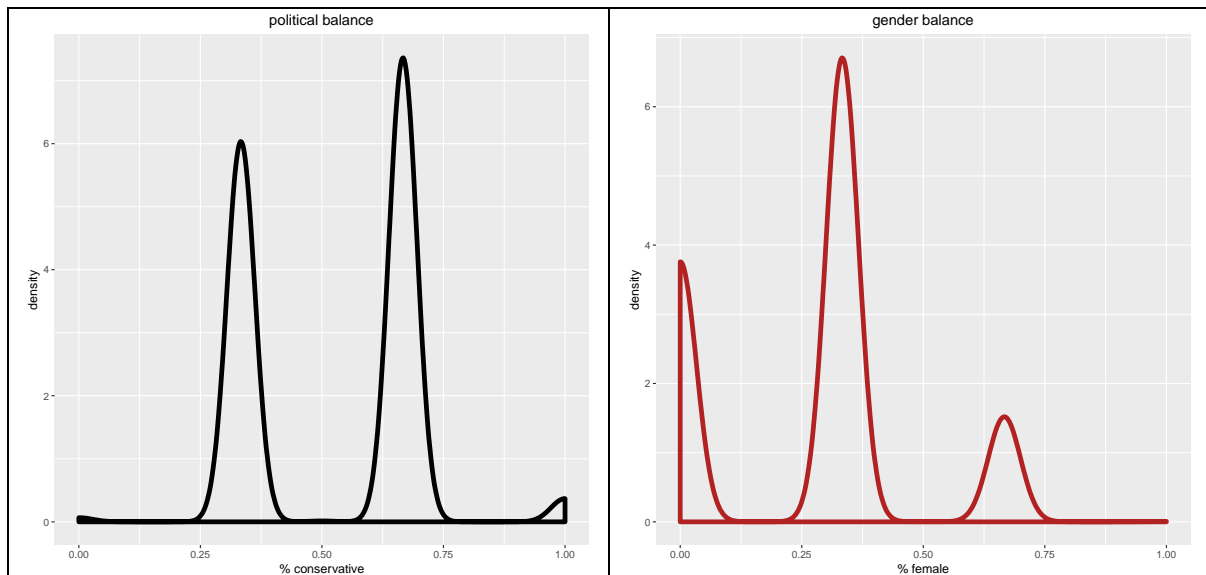 political balance
density
6
4
2
0
0.00 0.25 0.50 0.75 1.00
% conservative
gender balance
density
6
4
2
0
0.00 0.25 0.50 0.75 1.00
% female